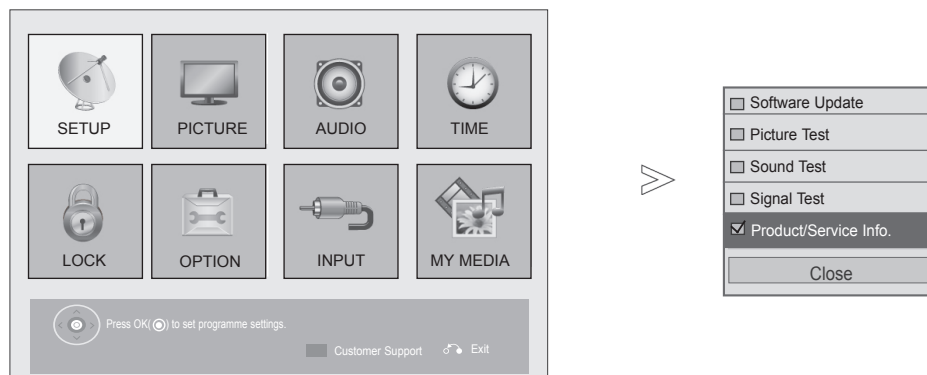 SETUP
PICTURE
AUDIO
TIME
LOCK
OPTION
INPUT
MY MEDIA
Press OK( ) to set programme settings.
Customer Support
Exit
Software Update
Picture Test
Sound Test
Signal Test
Product/Service Info.
Close